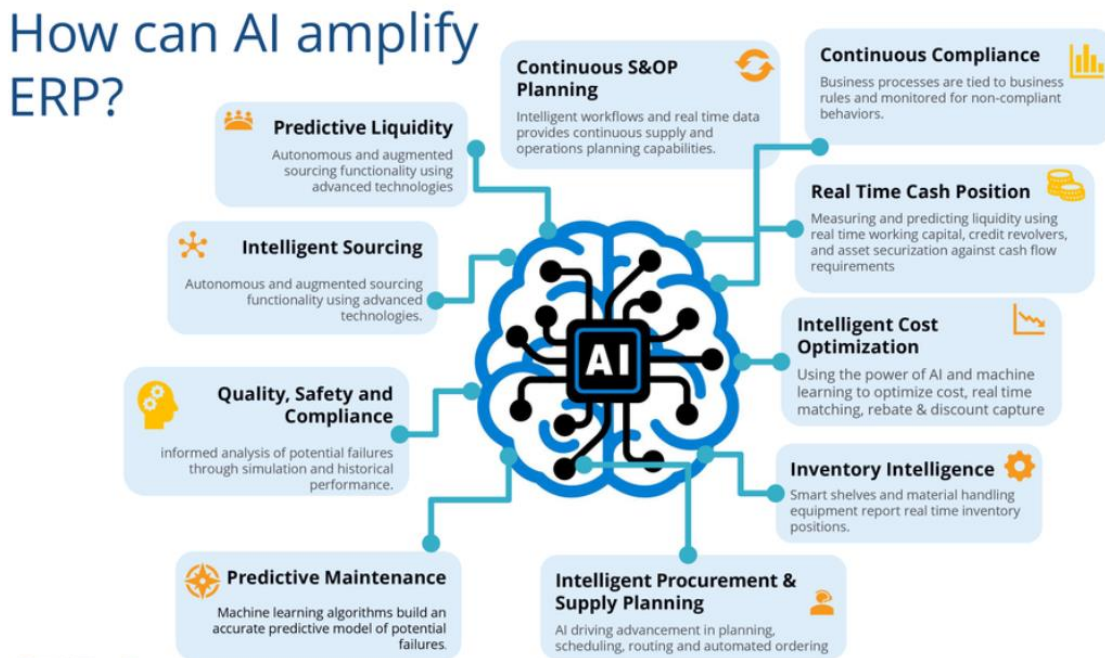 How can AI amplify
ERP?
Predictive Liquidity
Autonomous and augmented
sourcing functionality using
advanced technologies
Continuous S&OP
Planning
Intelligent workflows and real time data
provides continuous supply and
operations planning capabilities.
Continuous Compliance
Business processes are tied to business
rules and monitored for non-compliant
behaviors.
Intelligent Sourcing
Autonomous and augmented sourcing
functionality using advanced
technologies.
Real Time Cash Position
Measuring and predicting liquidity using
real time working capital, credit revolvers,
and asset securization against cash flow
requirements
AI
Quality, Safety and
Compliance
informed analysis of potential failures
through simulation and historical
performance.
Intelligent Cost
Optimization
Using the power of AI and machine
learning to optimize cost, real time
matching, rebate & discount capture
Inventory Intelligence
Smart shelves and material handling
equipment report real time inventory
positions.
Predictive Maintenance
Machine learning algorithms build an
accurate predictive model of potential
failures.
Intelligent Procurement &
Supply Planning
AI driving advancement in planning,
scheduling, routing and automated ordering